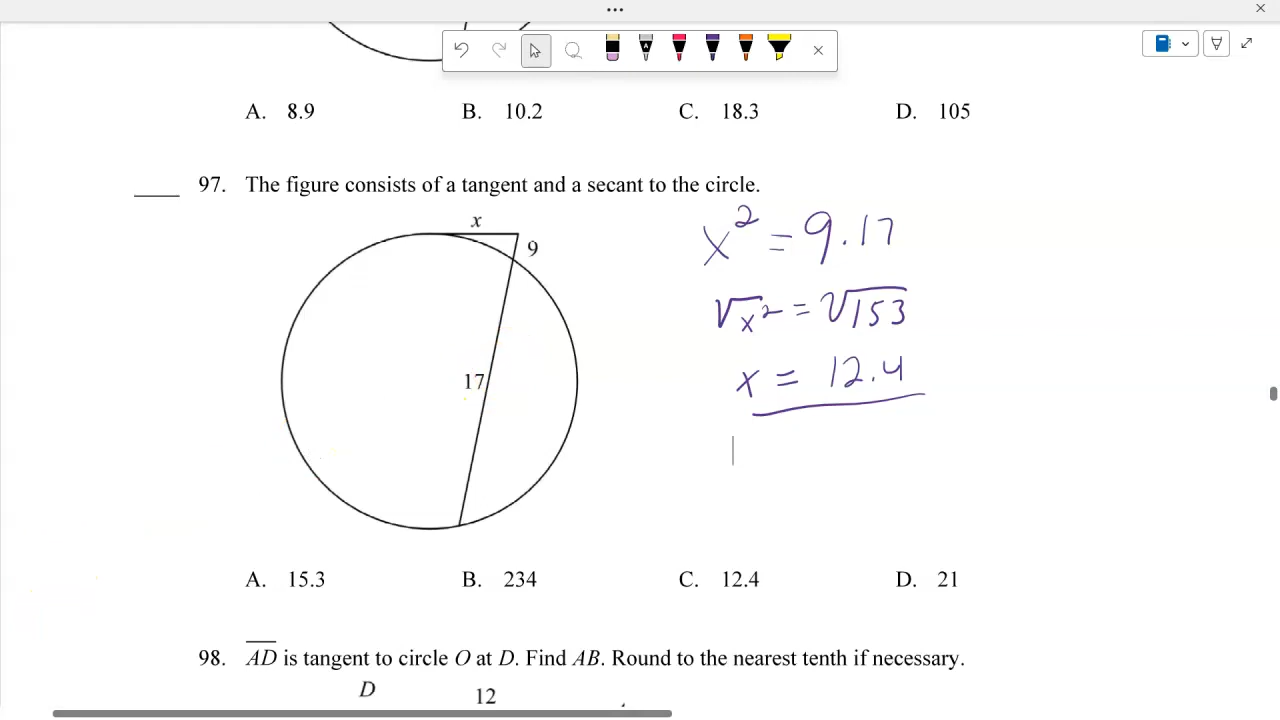 A. 8.9 B. 10.2 C. 18.3 D. 105
97. The figure consists of a tangent and a secant to the circle.
x
9
17
x² = 9.17
√x² = √153
x = 12.4
A. 15.3 B. 234 C. 12.4 D. 21
98. AD is tangent to circle O at D. Find AB. Round to the nearest tenth if necessary.
D 12